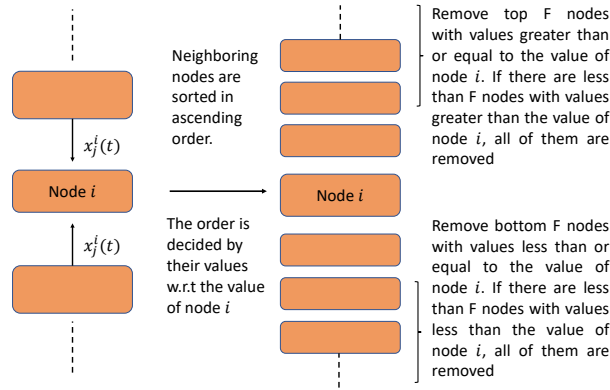 Neighboring
nodes are
sorted in
ascending
order.
x_j^i(t)
Node i
x_j^i(t)
The order is
decided by
their values
w.r.t the value
of node i
Node i
Remove top F nodes
with values greater than
or equal to the value of
node i. If there are less
than F nodes with values
greater than the value of
node i, all of them are
removed
Remove bottom F nodes
with values less than or
equal to the value of
node i. If there are less
than F nodes with values
less than the value of
node i, all of them are
removed